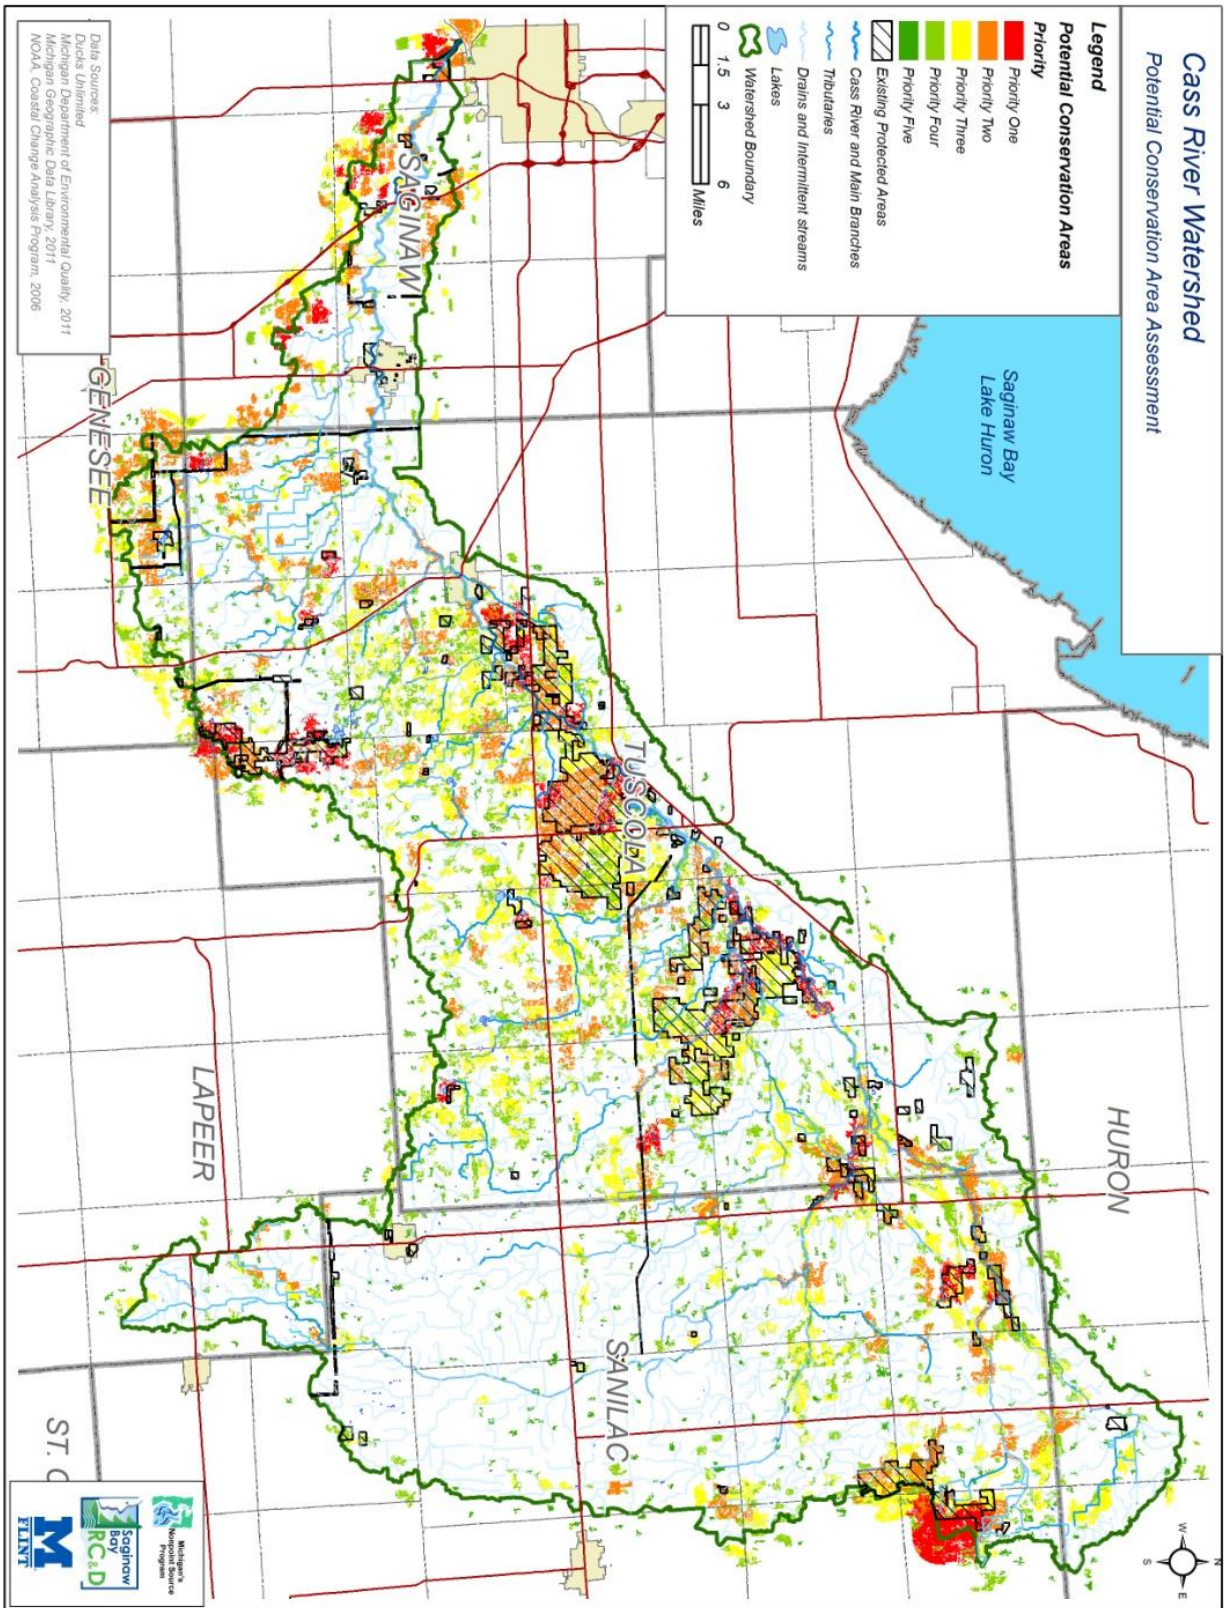 Cass River Watershed
Potential Conservation Area Assessment
Legend
Potential Conservation Areas
Priority
Priority One
Priority Two
Priority Three
Priority Four
Priority Five
Existing Protected Areas
Cass River and Main Branches
Tributaries
Drains and Intermittent streams
Lakes
Watershed Boundary
0 1.5 3 6
Miles
Saginaw Bay
Lake Huron
HURON
TUSCOLA
SANILAC
SAGINAW
GENESEE
LAPEER
ST. C
N
W E
S
Data Sources:
Ducks Unlimited
Michigan Department of Environmental Quality, 2011
Michigan Geographic Data Library, 2011
NOAA, Coastal Change Analysis Program, 2006
Michigan's
Nonpoint Source
Program
Saginaw
Bay
RC&D
M
FLINT